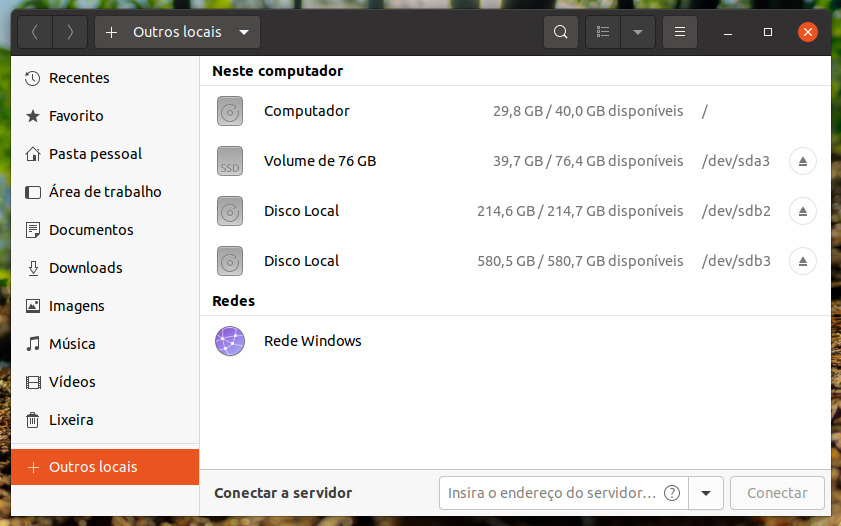 Outros locais
Recentes
Favorito
Pasta pessoal
Área de trabalho
Documentos
Downloads
Imagens
Música
Vídeos
Lixeira
Outros locais
Neste computador
Computador 29,8 GB / 40,0 GB disponíveis /
SSD Volume de 76 GB 39,7 GB / 76,4 GB disponíveis /dev/sda3
Disco Local 214,6 GB / 214,7 GB disponíveis /dev/sdb2
Disco Local 580,5 GB / 580,7 GB disponíveis /dev/sdb3
Redes
Rede Windows
Conectar a servidor Insira o endereço do servidor… ? Conectar